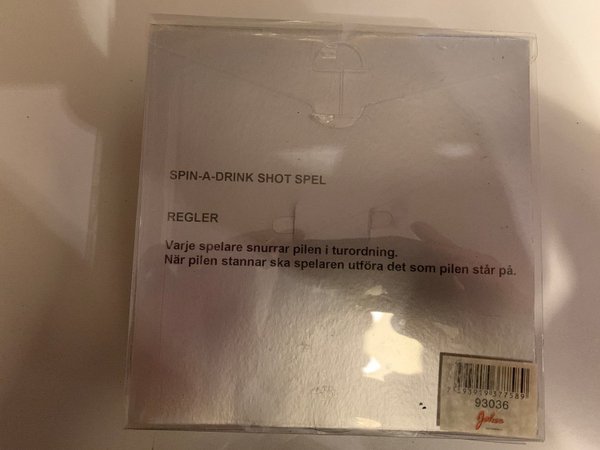 SPIN-A-DRINK SHOT SPEL
REGLER
Varje spelare snurrar pilen i turordning.
När pilen stannar ska spelaren utföra det som pilen står på.
93036